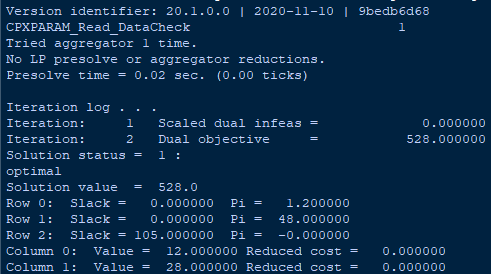 Version identifier: 20.1.0.0 | 2020-11-10 | 9bedb6d68
CPXPARAM_Read_DataCheck                          1
Tried aggregator 1 time.
No LP presolve or aggregator reductions.
Presolve time = 0.02 sec. (0.00 ticks)

Iteration log . . .
Iteration:     1   Scaled dual infeas =             0.000000
Iteration:     2   Dual objective     =           528.000000
Solution status =  1 :
optimal
Solution value  =  528.0
Row 0:  Slack =   0.000000  Pi =   1.200000
Row 1:  Slack =   0.000000  Pi =  48.000000
Row 2:  Slack = 105.000000  Pi =  -0.000000
Column 0:  Value =  12.000000 Reduced cost =   0.000000
Column 1:  Value =  28.000000 Reduced cost =   0.000000